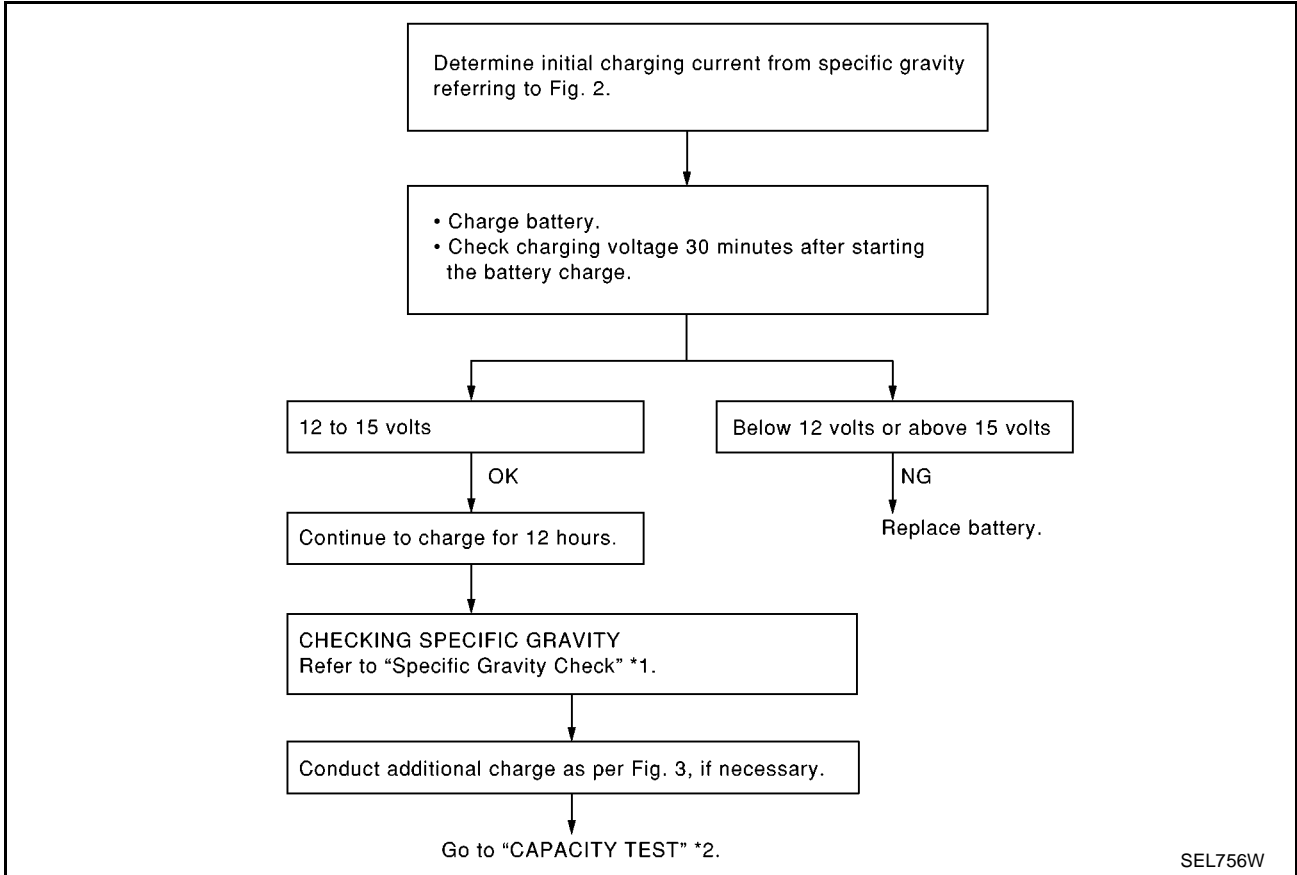 Determine initial charging current from specific gravity
referring to Fig. 2.
• Charge battery.
• Check charging voltage 30 minutes after starting
the battery charge.
12 to 15 volts
Below 12 volts or above 15 volts
OK
NG
Continue to charge for 12 hours.
Replace battery.
CHECKING SPECIFIC GRAVITY
Refer to “Specific Gravity Check” *1.
Conduct additional charge as per Fig. 3, if necessary.
Go to “CAPACITY TEST” *2.
SEL756W